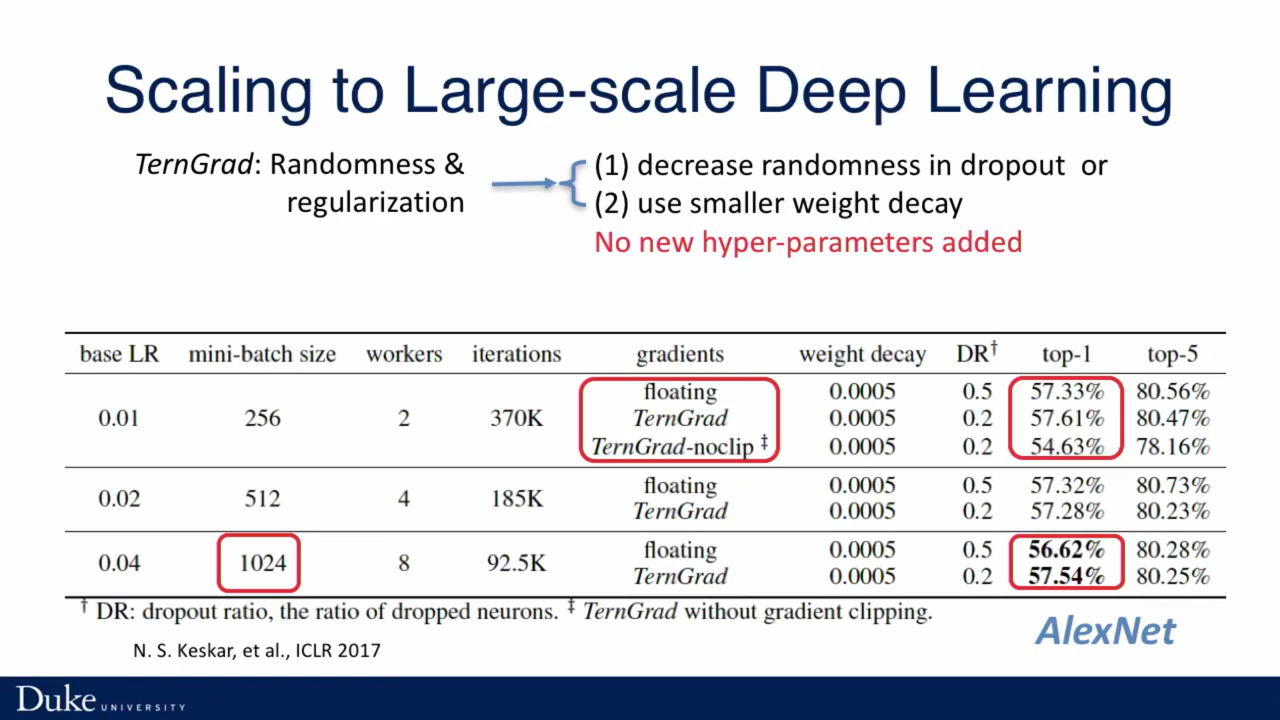 Scaling to Large-scale Deep Learning
TernGrad: Randomness & regularization
(1) decrease randomness in dropout or
(2) use smaller weight decay
No new hyper-parameters added
base LR mini-batch size workers iterations gradients weight decay DR† top-1 top-5
0.01 256 2 370K
floating 0.0005 0.5 57.33% 80.56%
TernGrad 0.0005 0.2 57.61% 80.47%
TernGrad-noclip ‡ 0.0005 0.2 54.63% 78.16%
0.02 512 4 185K
floating 0.0005 0.5 57.32% 80.73%
TernGrad 0.0005 0.2 57.28% 80.23%
0.04 1024 8 92.5K
floating 0.0005 0.5 56.62% 80.28%
TernGrad 0.0005 0.2 57.54% 80.25%
† DR: dropout ratio, the ratio of dropped neurons. ‡ TernGrad without gradient clipping.
AlexNet
N. S. Keskar, et al., ICLR 2017
Duke UNIVERSITY